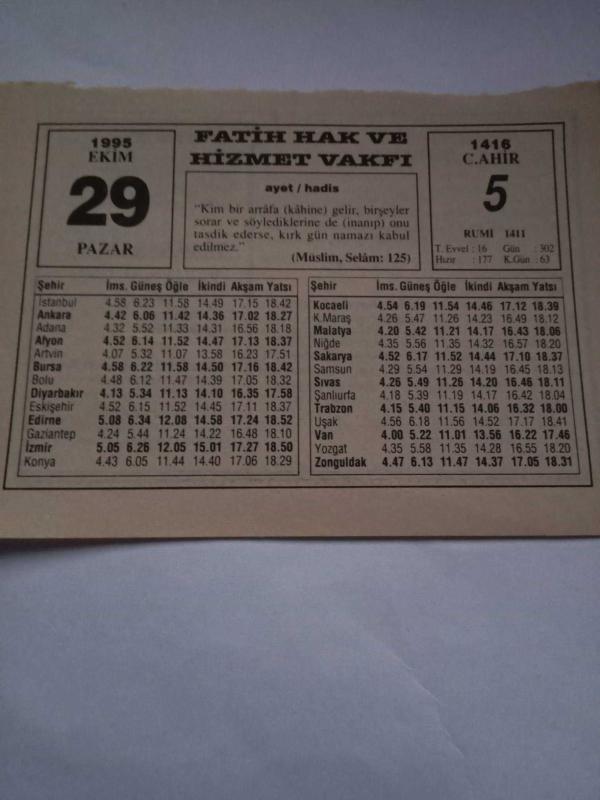 1995
EKİM
29
PAZAR
FATİH HAK VE
HİZMET VAKFI
ayet / hadis
"Kim bir arrâfa (kâhine) gelir, birşeyler
sorar ve söylediklerine de (inanıp) onu
tasdik ederse, kırk gün namazı kabul
edilmez."
(Müslim, Selâm: 125)
1416
C.AHİR
5
RUMİ 1411
T. Evvel : 16 Gün : 302
Hızır : 177 K.Gün : 63
Şehir İms. Güneş Öğle İkindi Akşam Yatsı
İstanbul 4.58 6.23 11.58 14.49 17.15 18.42
Ankara 4.42 6.06 11.42 14.36 17.02 18.27
Adana 4.32 5.52 11.33 14.31 16.56 18.18
Afyon 4.52 6.14 11.52 14.47 17.13 18.37
Artvin 4.07 5.32 11.07 13.58 16.23 17.51
Bursa 4.58 6.22 11.58 14.50 17.16 18.42
Bolu 4.48 6.12 11.47 14.39 17.05 18.32
Diyarbakır 4.13 5.34 11.13 14.10 16.35 17.58
Eskişehir 4.52 6.15 11.52 14.45 17.11 18.37
Edirne 5.08 6.34 12.08 14.58 17.24 18.52
Gaziantep 4.24 5.44 11.24 14.22 16.48 18.10
İzmir 5.05 6.26 12.05 15.01 17.27 18.50
Konya 4.43 6.05 11.44 14.40 17.06 18.29
Şehir İms. Güneş Öğle İkindi Akşam Yatsı
Kocaeli 4.54 6.19 11.54 14.46 17.12 18.39
K.Maraş 4.26 5.47 11.26 14.23 16.49 18.12
Malatya 4.20 5.42 11.21 14.17 16.43 18.06
Niğde 4.35 5.56 11.35 14.32 16.57 18.20
Sakarya 4.52 6.17 11.52 14.44 17.10 18.37
Samsun 4.29 5.54 11.29 14.19 16.45 18.13
Sıvas 4.26 5.49 11.26 14.20 16.46 18.11
Şanlıurfa 4.18 5.39 11.19 14.17 16.42 18.04
Trabzon 4.15 5.40 11.15 14.06 16.32 18.00
Uşak 4.56 6.18 11.56 14.52 17.17 18.41
Van 4.00 5.22 11.01 13.56 16.22 17.46
Yozgat 4.35 5.58 11.35 14.28 16.55 18.20
Zonguldak 4.47 6.13 11.47 14.37 17.05 18.31